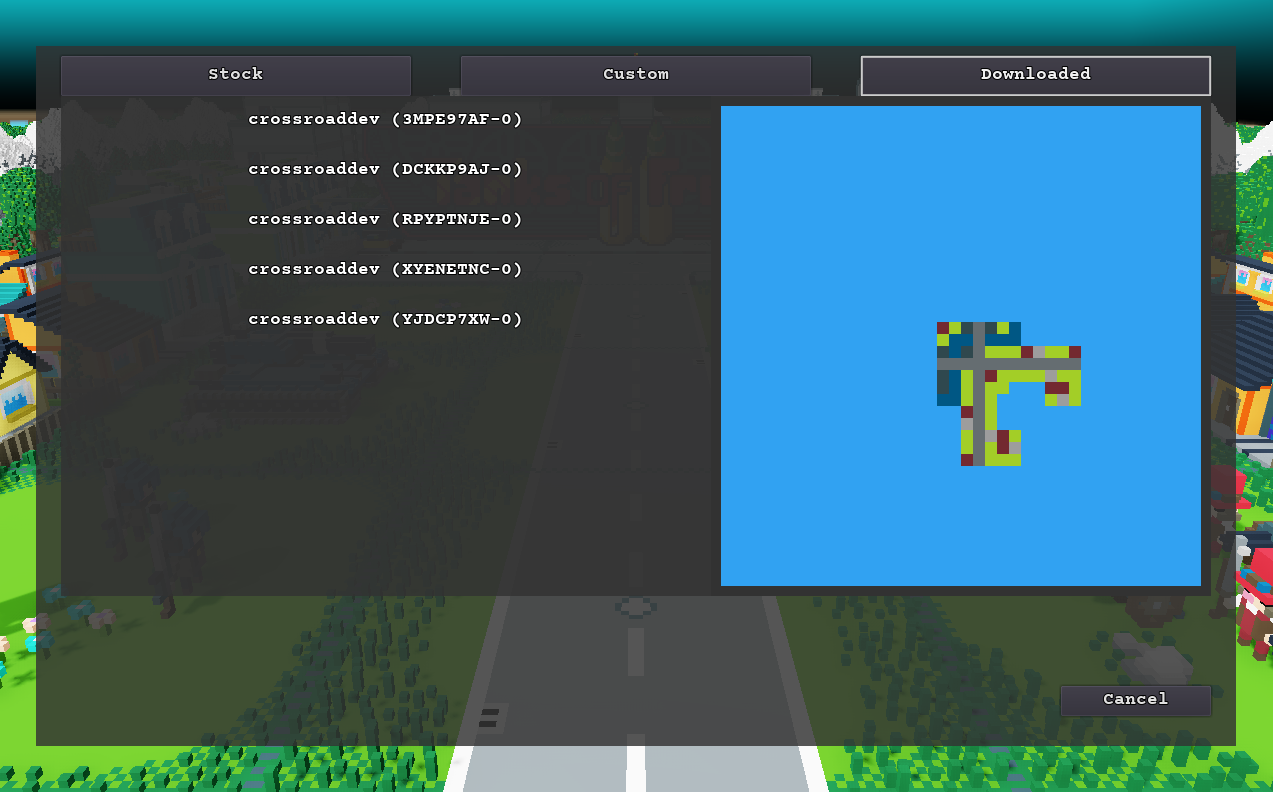 Stock
Custom
Downloaded
crossroaddev (3MPE97AF-0)
crossroaddev (DCKKP9AJ-0)
crossroaddev (RPYPTNJE-0)
crossroaddev (XYENETNC-0)
crossroaddev (YJDCP7XW-0)
Cancel